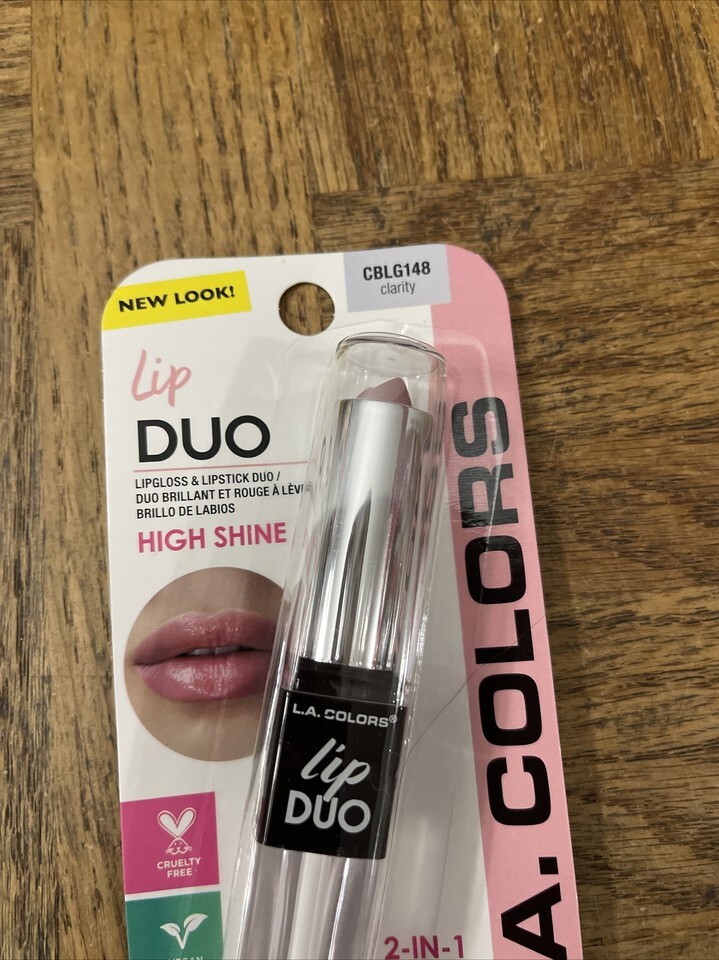 NEW LOOK!
CBLG148
clarity
Lip
DUO
LIPGLOSS & LIPSTICK DUO /
DUO BRILLANT ET ROUGE À
BRILLO DE LABIOS
HIGH SHINE
L.A. COLORS®
lip
DUO
CRUELTY
FREE
2-IN-1
A. COLORS